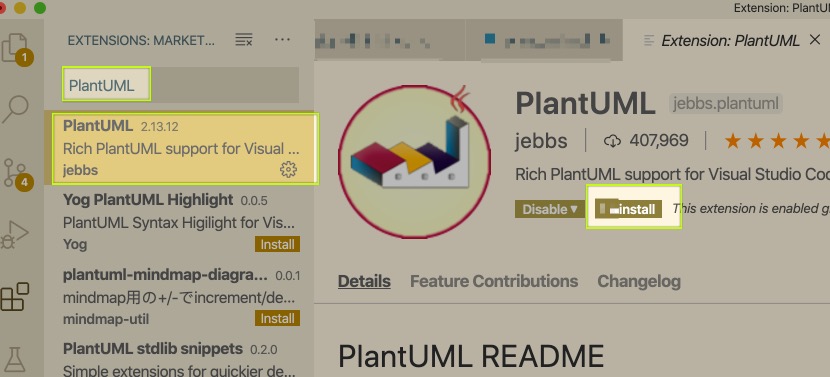 Extension: PlantUM
EXTENSIONS: MARKET...
...
Extension: PlantUML
1
PlantUML
PlantUML 2.13.12
Rich PlantUML support for Visual ...
jebbs
Yog PlantUML Highlight 0.0.5
PlantUML Syntax Higilight for Vis...
Yog Install
plantuml-mindmap-diagra... 0.0.1
mindmap用の+/-でincrement/de...
mindmap-util Install
PlantUML stdlib snippets 0.2.0
Simple extensions for quickier de...
4
PlantUML jebbs.plantuml
jebbs 407,969
Rich PlantUML support for Visual Studio Cod
Disable install This extension is enabled g
Details Feature Contributions Changelog
PlantUML README